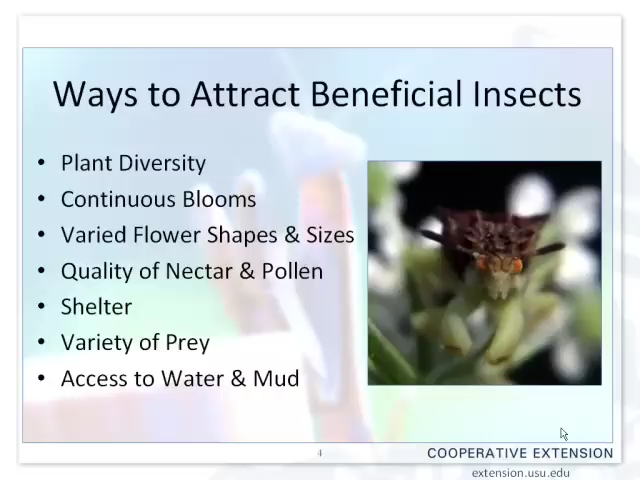 Ways to Attract Beneficial Insects
• Plant Diversity
• Continuous Blooms
• Varied Flower Shapes & Sizes
• Quality of Nectar & Pollen
• Shelter
• Variety of Prey
• Access to Water & Mud
4
COOPERATIVE EXTENSION
extension.usu.edu